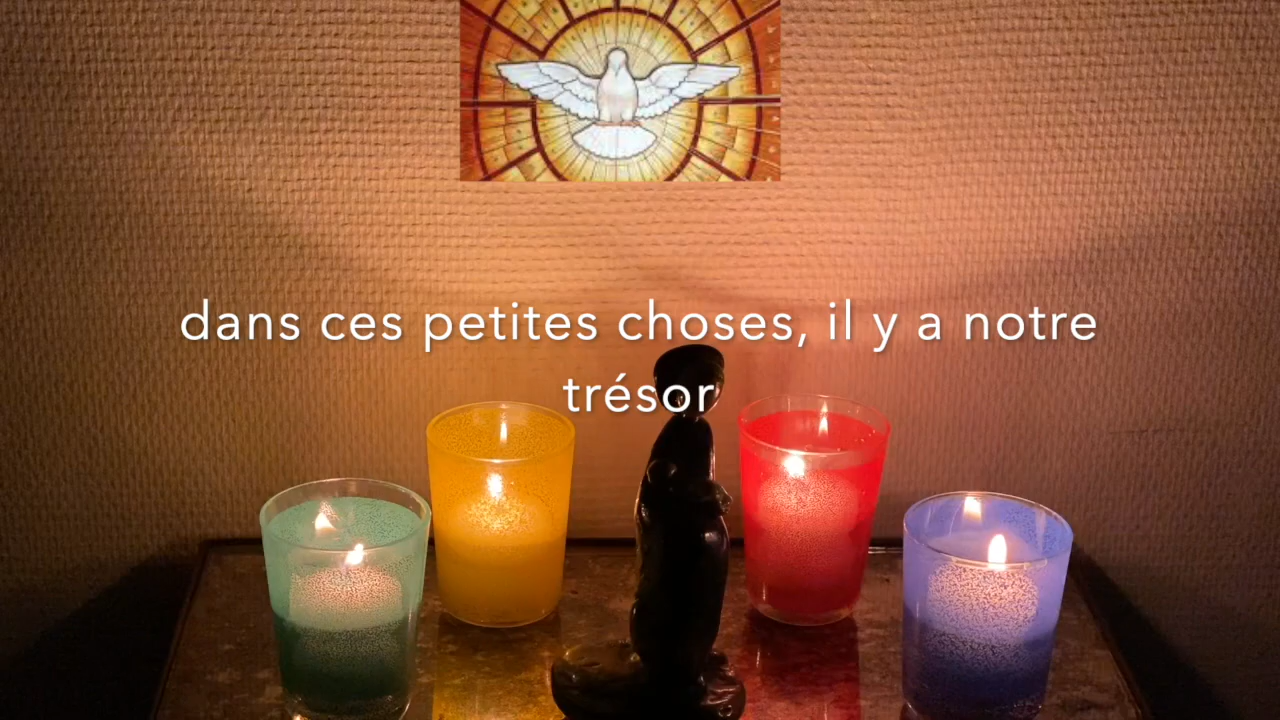 dans ces petites choses, il y a notre
trésor